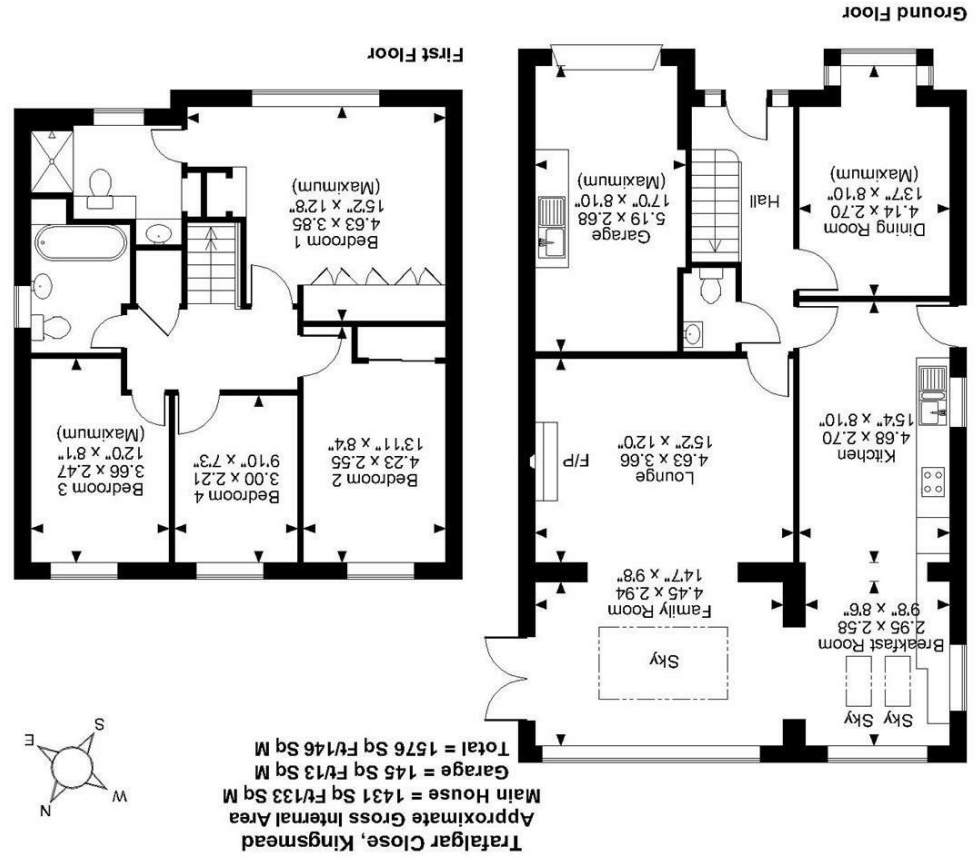 Trafalgar Close, Kingsmead
Approximate Gross Internal Area
Main House = 1431 Sq Ft/133 Sq M
Garage = 145 Sq Ft/13 Sq M
Total = 1576 Sq Ft/146 Sq M
N
W
E
S
Sky
Sky
Breakfast Room
2.95 x 2.58
9'8" x 8'6"
Sky
Family Room
4.45 x 2.94
14'7" x 9'8"
Kitchen
4.68 x 2.70
15'4" x 8'10"
Lounge
4.63 x 3.66
15'2" x 12'0"
F/P
Dining Room
4.14 x 2.70
13'7" x 8'10"
(Maximum)
Hall
Garage
5.19 x 2.68
17'0" x 8'10"
(Maximum)
Ground Floor
Bedroom 2
4.23 x 2.55
13'11" x 8'4"
Bedroom 4
3.00 x 2.21
9'10" x 7'3"
Bedroom 3
3.66 x 2.47
12'0" x 8'1"
(Maximum)
Bedroom 1
4.63 x 3.85
15'2" x 12'8"
(Maximum)
First Floor